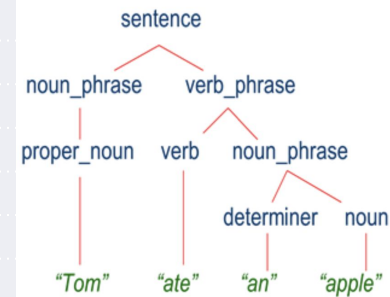 sentence
noun_phrase verb_phrase
proper_noun verb noun_phrase
determiner noun
“Tom” “ate” “an” “apple”